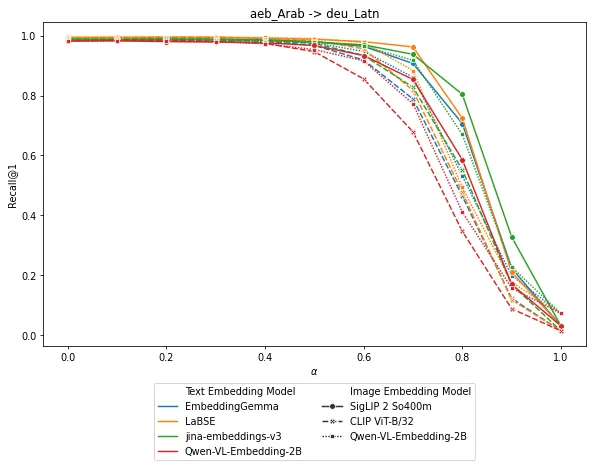 aeb_Arab -> deu_Latn
Recall@1
1.0
0.8
0.6
0.4
0.2
0.0
0.0 0.2 0.4 0.6 0.8 1.0
α
Text Embedding Model
EmbeddingGemma
LaBSE
jina-embeddings-v3
Qwen-VL-Embedding-2B
Image Embedding Model
SigLIP 2 So400m
CLIP ViT-B/32
Qwen-VL-Embedding-2B